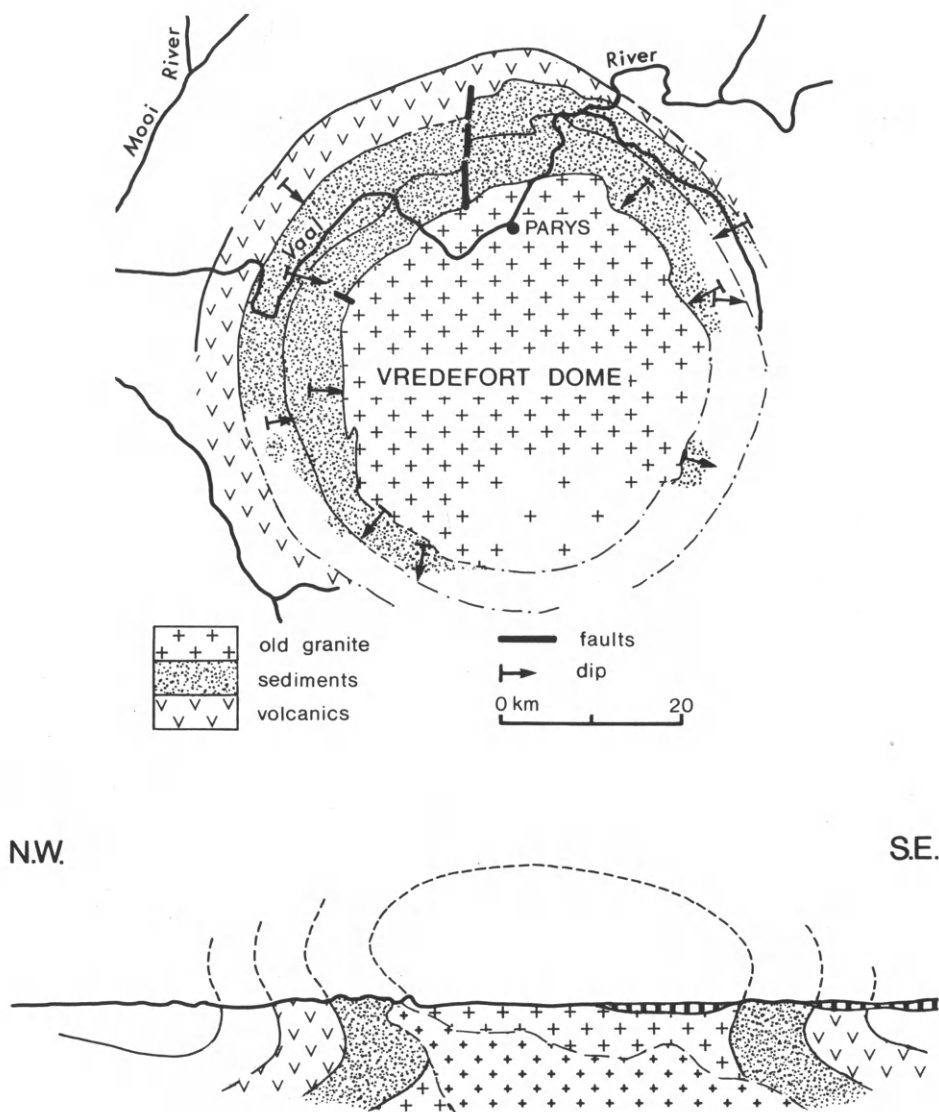 Mooi River
River
Vaal
PARYS
VREDEFORT DOME
old granite
sediments
volcanics
faults
dip
0 km 20
N.W.
S.E.